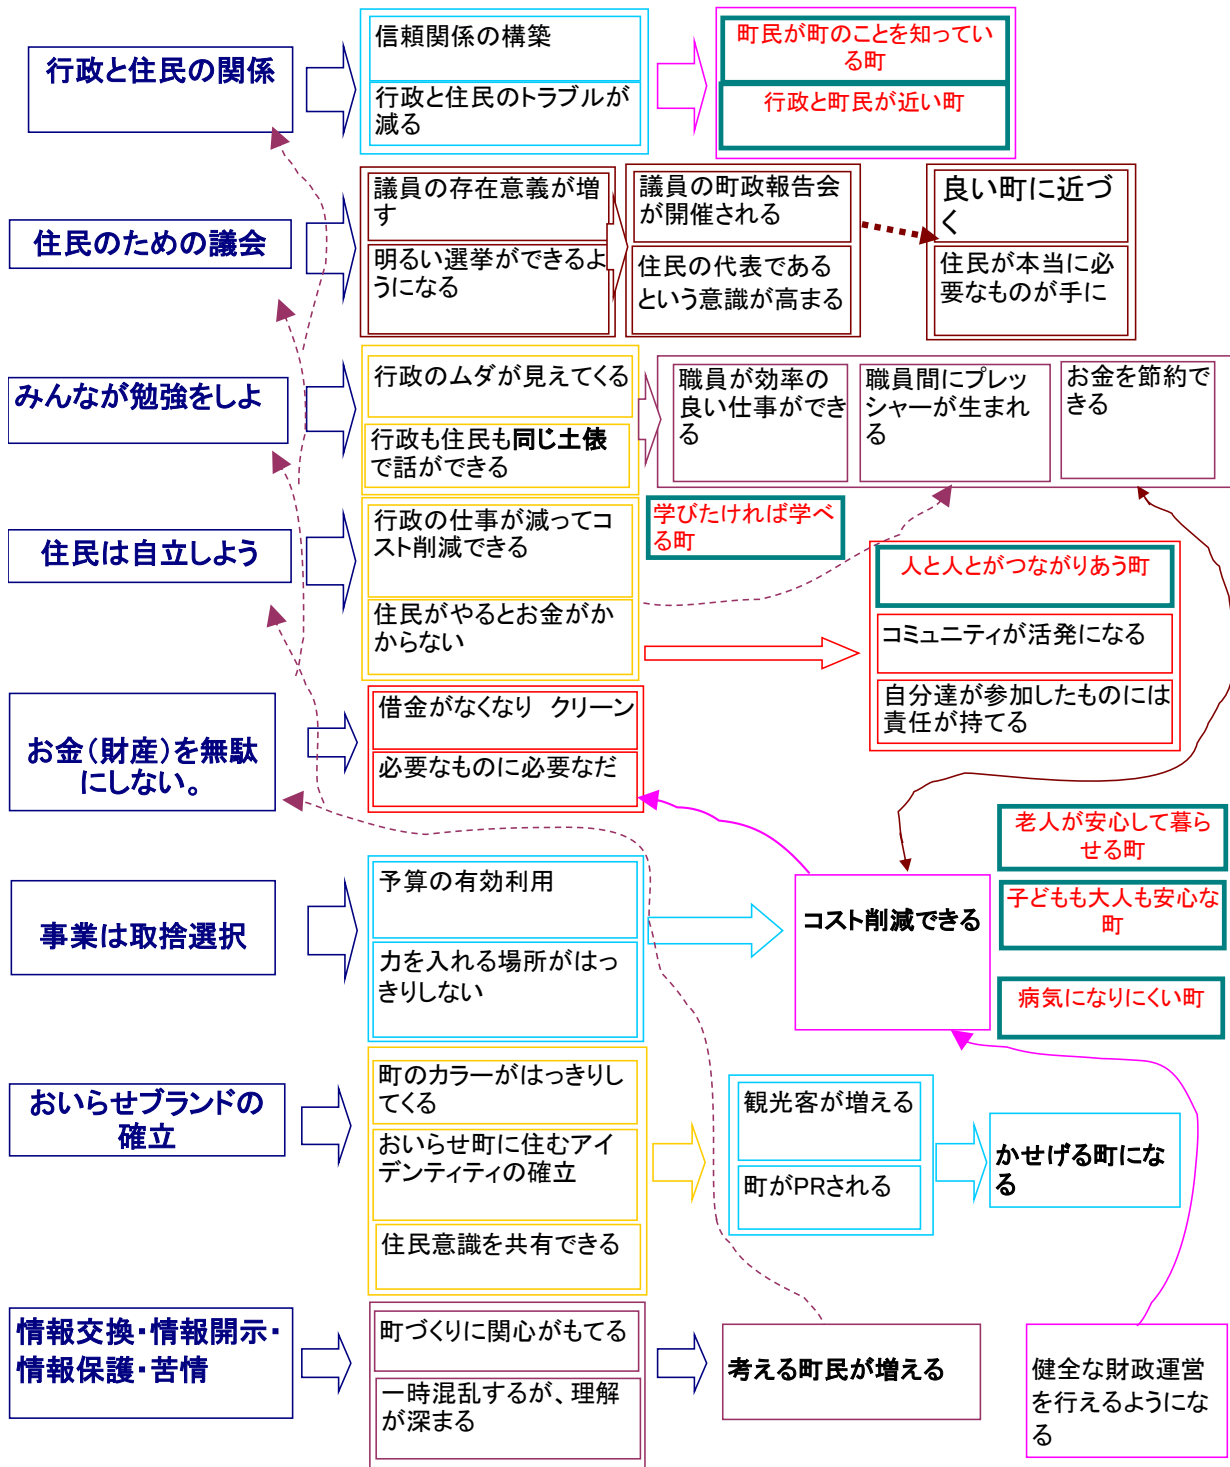 行政と住民の関係
信頼関係の構築
行政と住民のトラブルが
減る
町民が町のことを知ってい
る町
行政と町民が近い町
住民のための議会
議員の存在意義が増
す
明るい選挙ができるよ
うになる
議員の町政報告会
が開催される
住民の代表である
という意識が高まる
良い町に近づ
く
住民が本当に必
要なものが手に
みんなが勉強をしよ
行政のムダが見えてくる
行政も住民も同じ土俵
で話ができる
職員が効率の
良い仕事ができ
る
職員間にプレッ
シャーが生まれ
る
お金を節約で
きる
住民は自立しよう
行政の仕事が減ってコ
スト削減できる
住民がやるとお金がか
からない
学びたければ学べ
る町
人と人とがつながりあう町
コミュニティが活発になる
自分達が参加したものには
責任が持てる
お金(財産)を無駄
にしない。
借金がなくなり　クリーン
必要なものに必要なだ
老人が安心して暮ら
せる町
子どもも大人も安心な
町
病気になりにくい町
事業は取捨選択
予算の有効利用
力を入れる場所がはっ
きりしない
コスト削減できる
おいらせブランドの
確立
町のカラーがはっきりし
てくる
おいらせ町に住むアイ
デンティティの確立
住民意識を共有できる
観光客が増える
町がPRされる
かせげる町にな
る
情報交換・情報開示・
情報保護・苦情
町づくりに関心がもてる
一時混乱するが、理解
が深まる
考える町民が増える
健全な財政運営
を行えるようにな
る